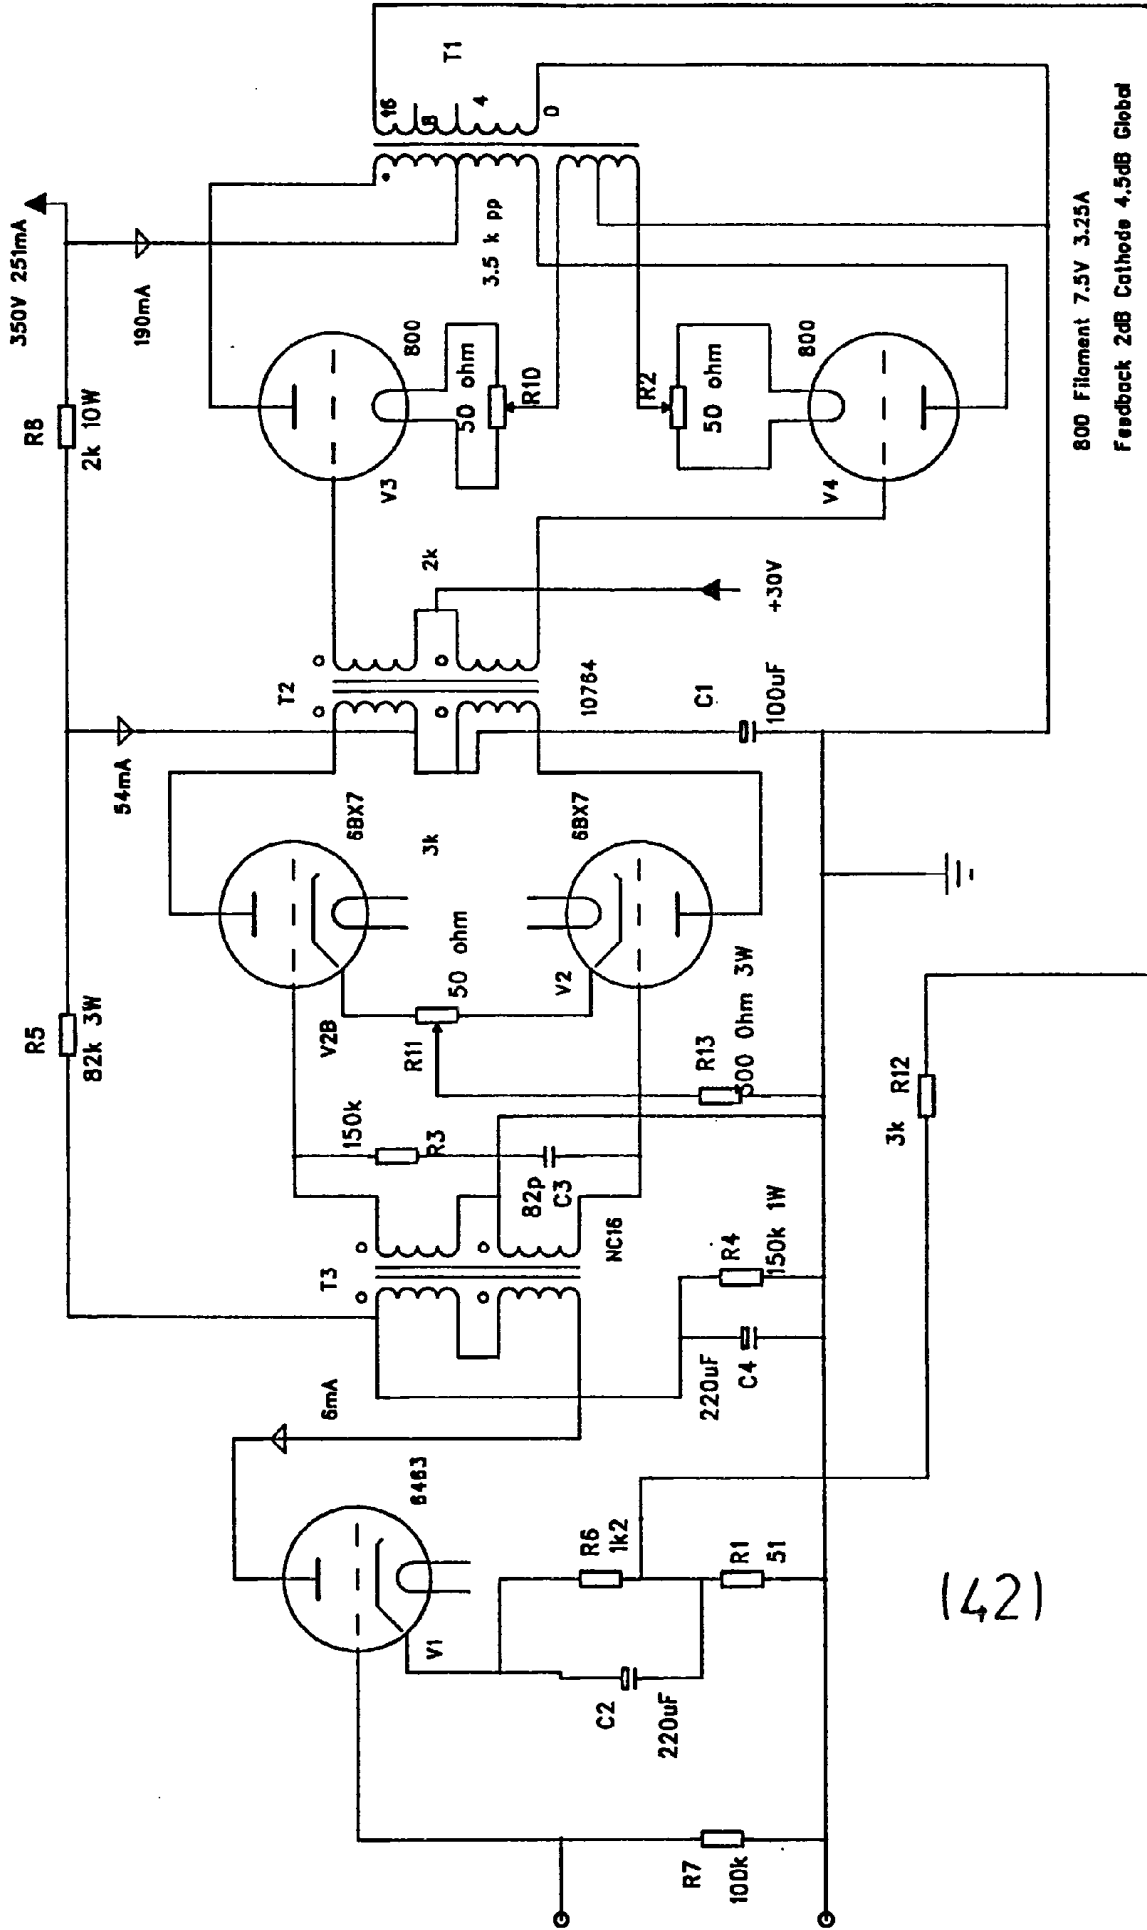 350V 251mA
R8
2k 10W
R5
82k 3W
190mA
54mA
6mA
T1
16
8
4
0
3.5 k pp
800
V3
50 ohm
R10
R2
50 ohm
800
V4
2k
+30V
T2
10764
C1
100uF
6BX7
3k
6BX7
V2B
50 ohm
R11
V2
R13
300 Ohm 3W
150k
R3
82p
C3
T3
NC16
R4
150k 1W
220uF
C4
6463
V1
R6
1k2
R1
51
C2
220uF
R7
100k
3k R12
800 Filament 7.5V 3.25A
Feedback 2dB Cathode 4.5dB Global
(42)